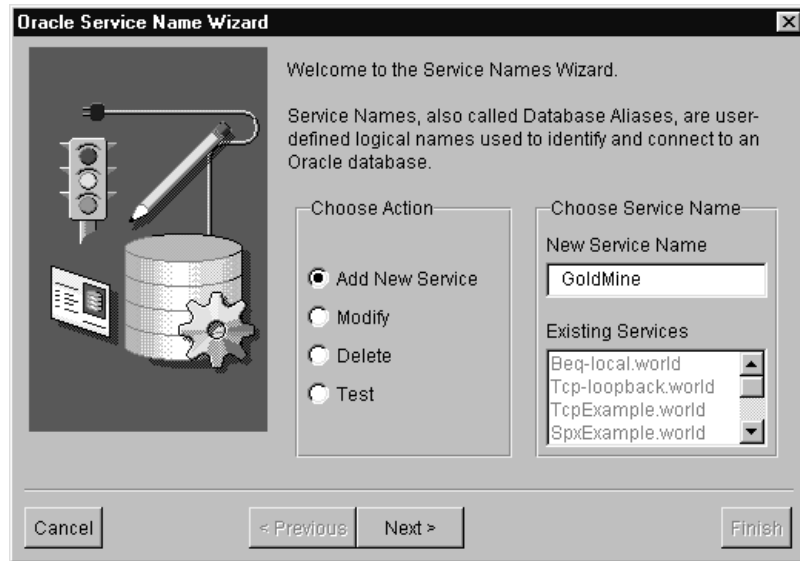 Oracle Service Name Wizard
Welcome to the Service Names Wizard.
Service Names, also called Database Aliases, are user-
defined logical names used to identify and connect to an
Oracle database.
Choose Action
Add New Service
Modify
Delete
Test
Choose Service Name
New Service Name
GoldMine
Existing Services
Beq-local.world
Tcp-loopback.world
TcpExample.world
SpxExample.world
Cancel
< Previous
Next >
Finish